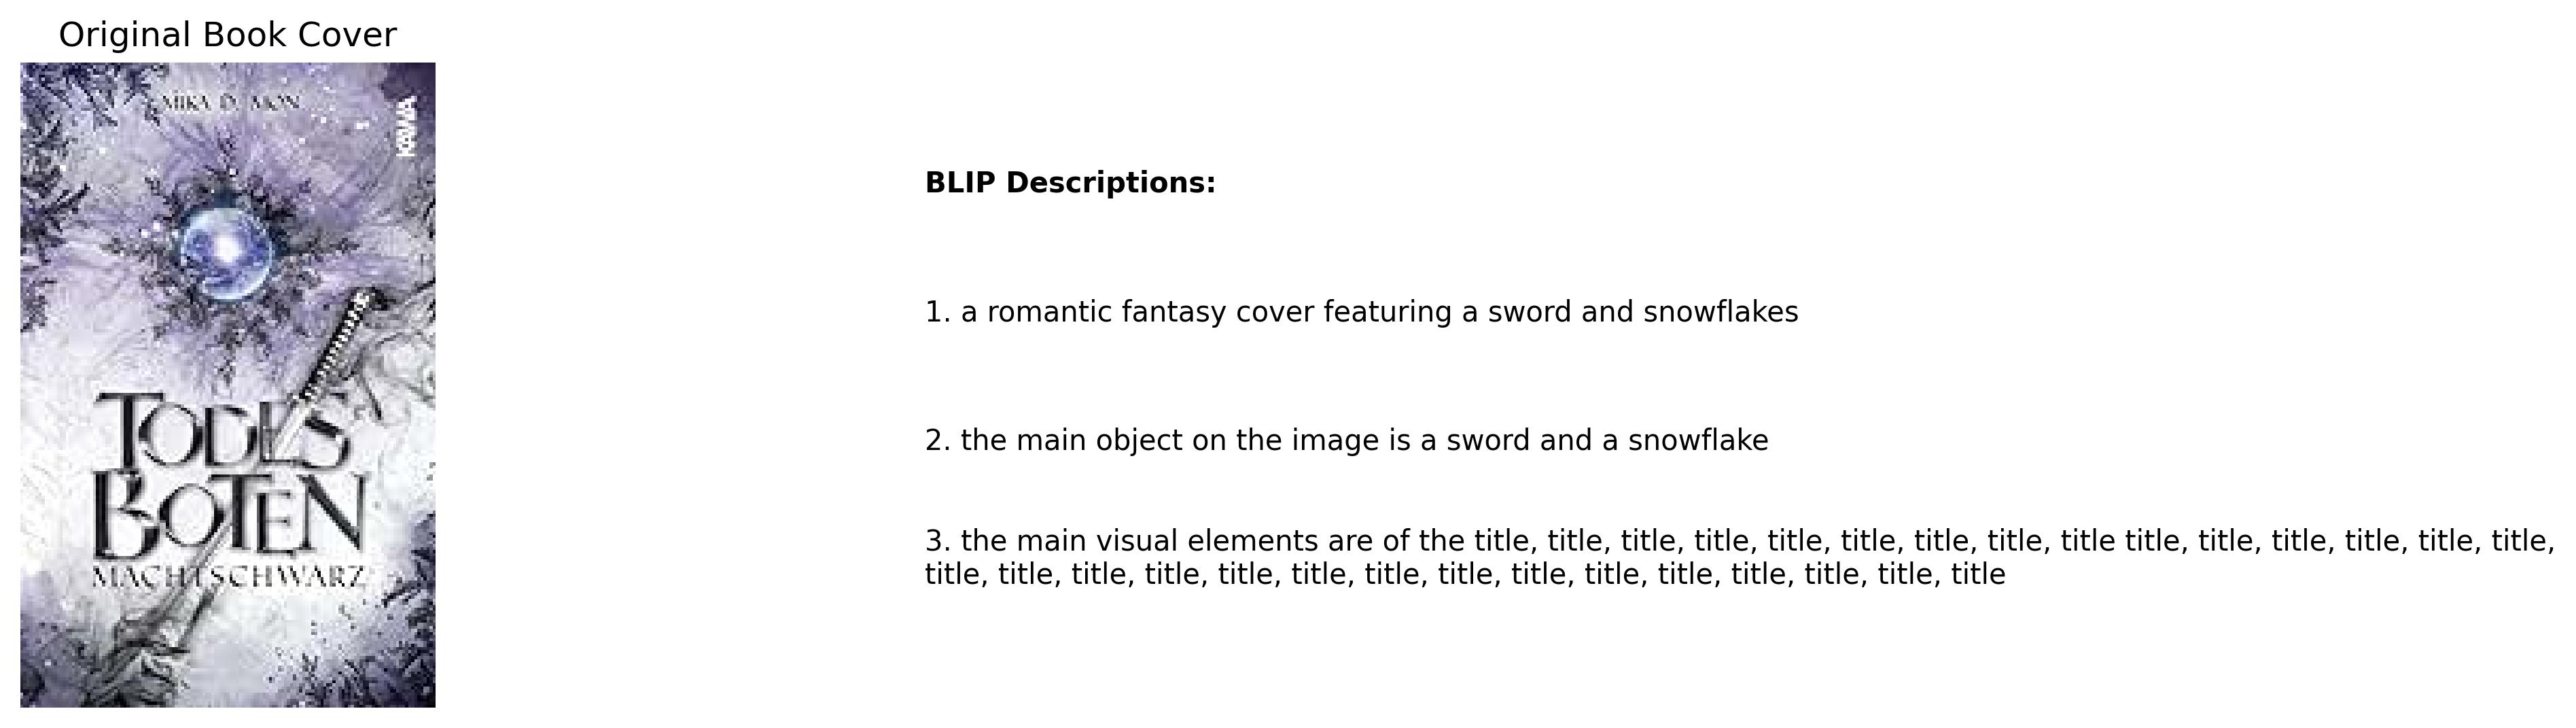 Original Book Cover
MIKA D. MON
KAMA
TODES
BOTEN
MACHTSCHWARZ
BLIP Descriptions:
1. a romantic fantasy cover featuring a sword and snowflakes
2. the main object on the image is a sword and a snowflake
3. the main visual elements are of the title, title, title, title, title, title, title, title, title title, title, title, title, title, title,
title, title, title, title, title, title, title, title, title, title, title, title, title, title, title